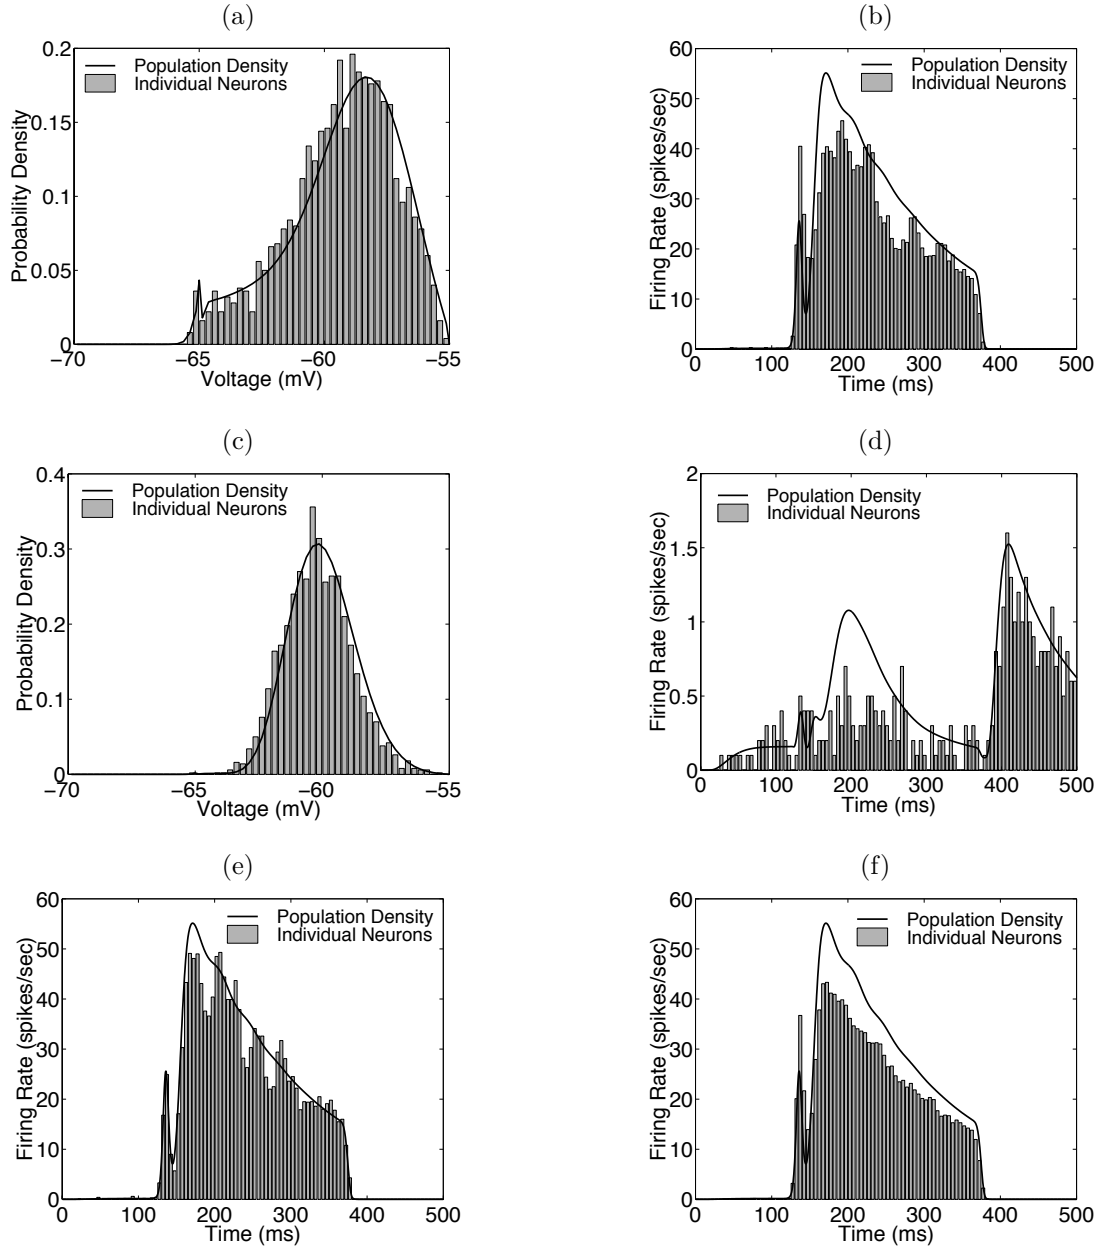 (a)
Population Density
Individual Neurons
Probability Density
0.2
0.15
0.1
0.05
0
−70
−65
−60
−55
Voltage (mV)
(b)
Population Density
Individual Neurons
Firing Rate (spikes/sec)
60
50
40
30
20
10
0
0
100
200
300
400
500
Time (ms)
(c)
Population Density
Individual Neurons
Probability Density
0.4
0.3
0.2
0.1
0
−70
−65
−60
−55
Voltage (mV)
(d)
Population Density
Individual Neurons
Firing Rate (spikes/sec)
2
1.5
1
0.5
0
0
100
200
300
400
500
Time (ms)
(e)
Population Density
Individual Neurons
Firing Rate (spikes/sec)
60
50
40
30
20
10
0
0
100
200
300
400
500
Time (ms)
(f)
Population Density
Individual Neurons
Firing Rate (spikes/sec)
60
50
40
30
20
10
0
0
100
200
300
400
500
Time (ms)